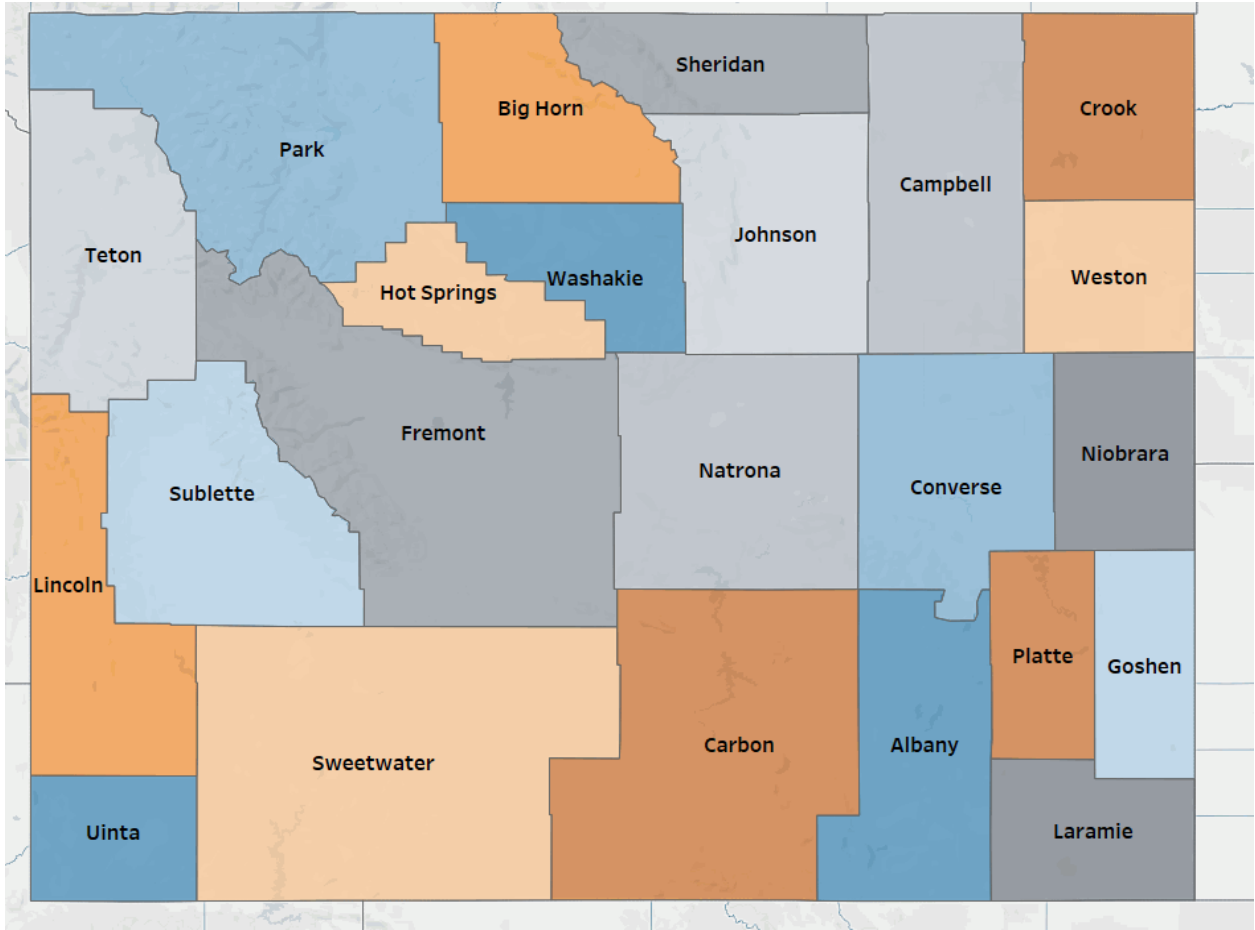 Sheridan
Big Horn
Crook
Park
Campbell
Johnson
Teton
Weston
Washakie
Hot Springs
Fremont
Niobrara
Natrona
Converse
Sublette
Lincoln
Platte
Goshen
Carbon
Albany
Sweetwater
Uinta
Laramie